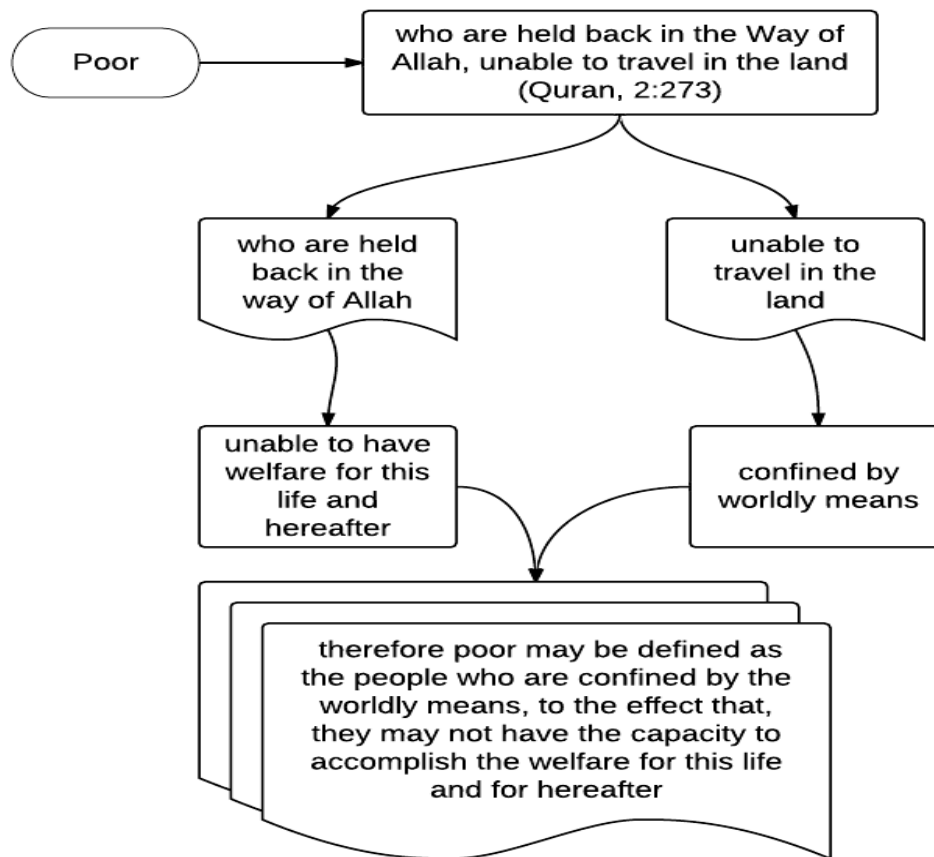 Poor
who are held back in the Way of
Allah, unable to travel in the land
(Quran, 2:273)
who are held
back in the
way of Allah
unable to
travel in the
land
unable to have
welfare for this
life and
hereafter
confined by
worldly means
therefore poor may be defined as
the people who are confined by the
worldly means, to the effect that,
they may not have the capacity to
accomplish the welfare for this life
and for hereafter